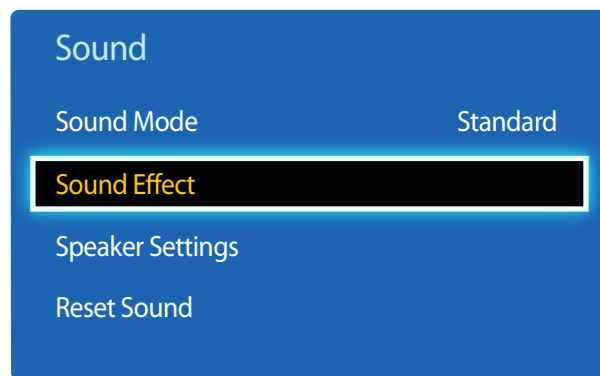 Sound
Sound Mode Standard
Sound Effect
Speaker Settings
Reset Sound